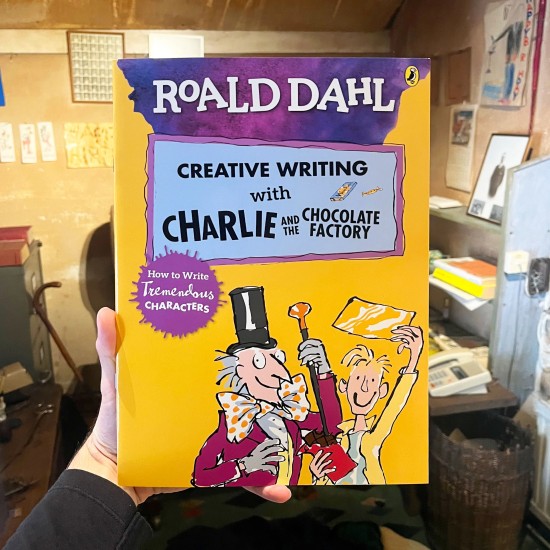 ROALD DAHL
CREATIVE WRITING
with
CHARLIE AND THE CHOCOLATE FACTORY
How to Write
Tremendous
CHARACTERS